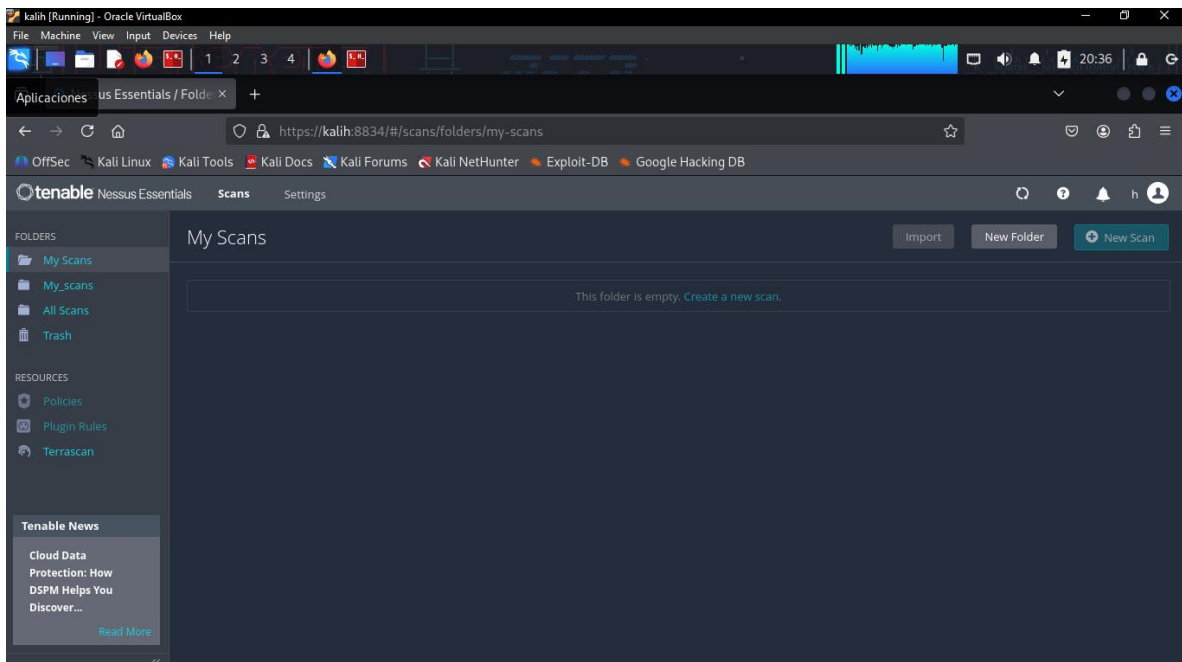 kalih [Running] - Oracle VirtualBox
File Machine View Input Devices Help
1 2 3 4 20:36
Aplicaciones us Essentials / Folde
https://kalih:8834/#/scans/folders/my-scans
OffSec Kali Linux Kali Tools Kali Docs Kali Forums Kali NetHunter Exploit-DB Google Hacking DB
tenable Nessus Essentials Scans Settings h
FOLDERS
My Scans
My_scans
All Scans
Trash
RESOURCES
Policies
Plugin Rules
Terrascan
Tenable News
Cloud Data
Protection: How
DSPM Helps You
Discover...
Read More
My Scans Import New Folder New Scan
This folder is empty. Create a new scan.